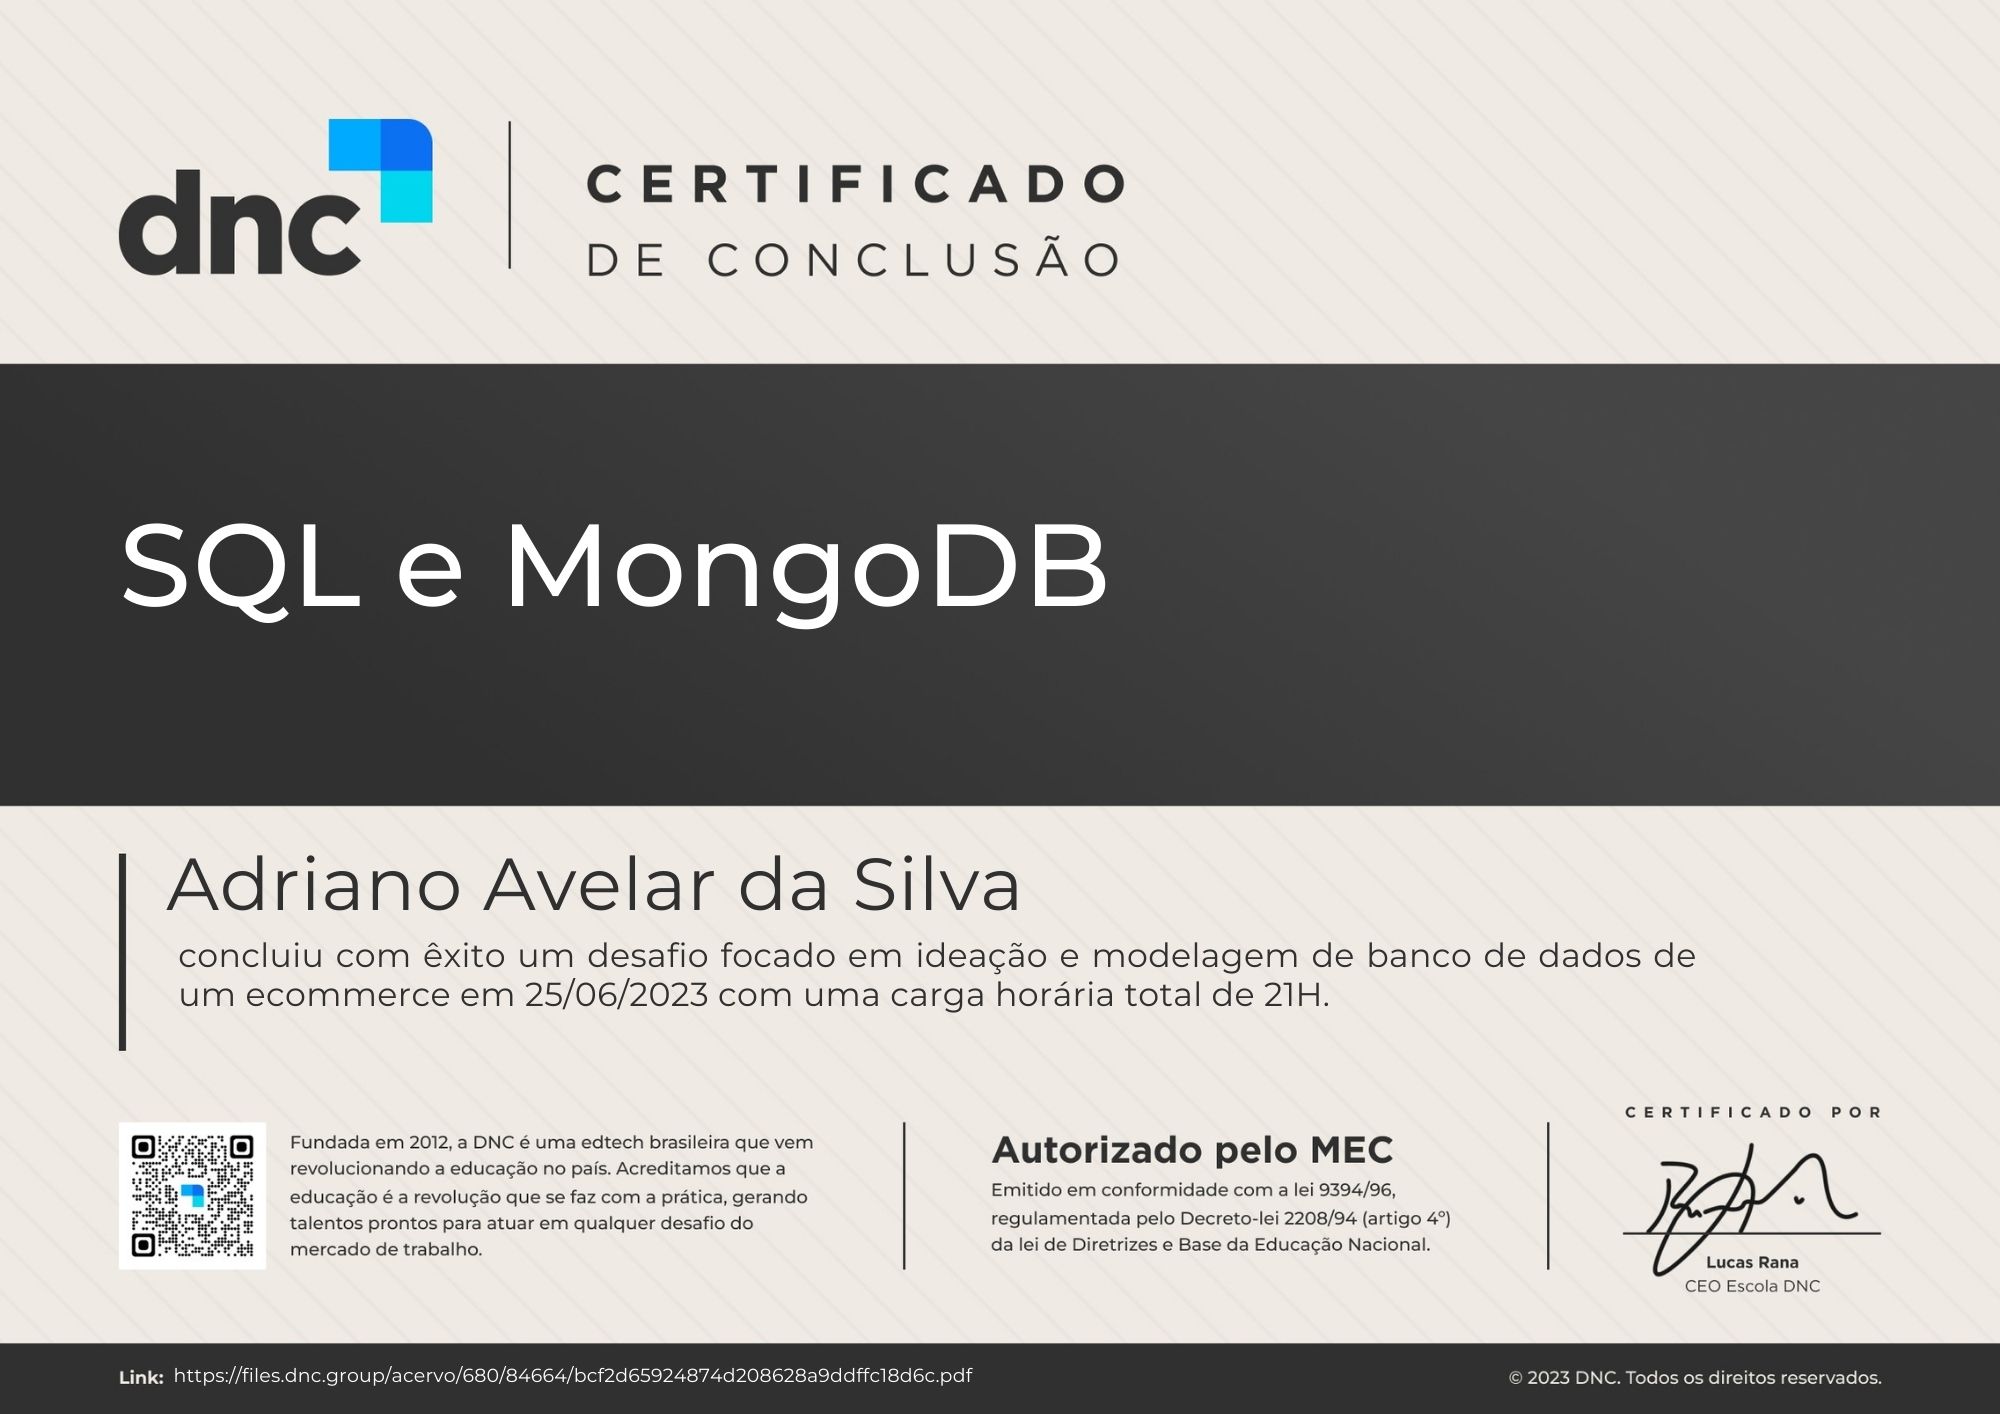 dnc
CERTIFICADO
DE CONCLUSÃO
SQL e MongoDB
Adriano Avelar da Silva
concluiu com êxito um desafio focado em ideação e modelagem de banco de dados de
um ecommerce em 25/06/2023 com uma carga horária total de 21H.
Fundada em 2012, a DNC é uma edtech brasileira que vem
revolucionando a educação no país. Acreditamos que a
educação é a revolução que se faz com a prática, gerando
talentos prontos para atuar em qualquer desafio do
mercado de trabalho.
Autorizado pelo MEC
Emitido em conformidade com a lei 9394/96,
regulamentada pelo Decreto-lei 2208/94 (artigo 4º)
da lei de Diretrizes e Base da Educação Nacional.
CERTIFICADO POR
Lucas Rana
CEO Escola DNC
Link: https://files.dnc.group/acervo/680/84664/bcf2d65924874d208628a9ddffc18d6c.pdf
© 2023 DNC. Todos os direitos reservados.